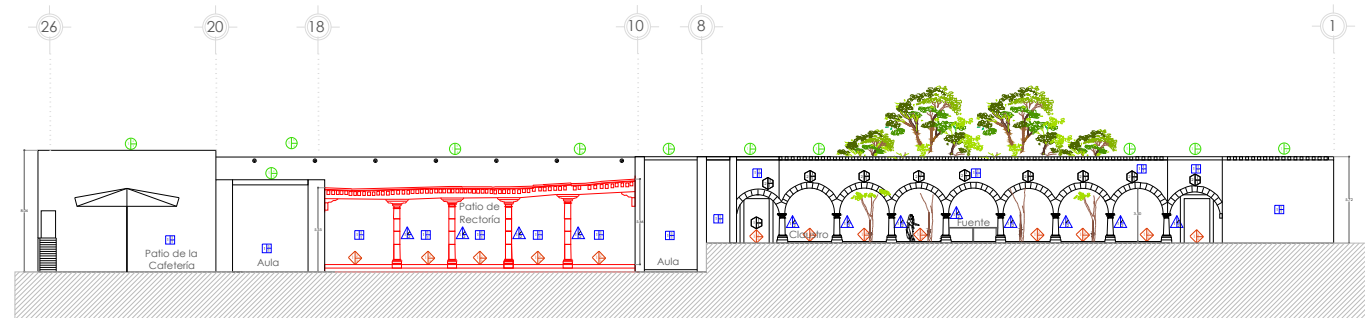 26
20
18
10
8
1
Patio de
Rectoría
Fuente
Claustro
Patio de la
Cafetería
Aula
Aula